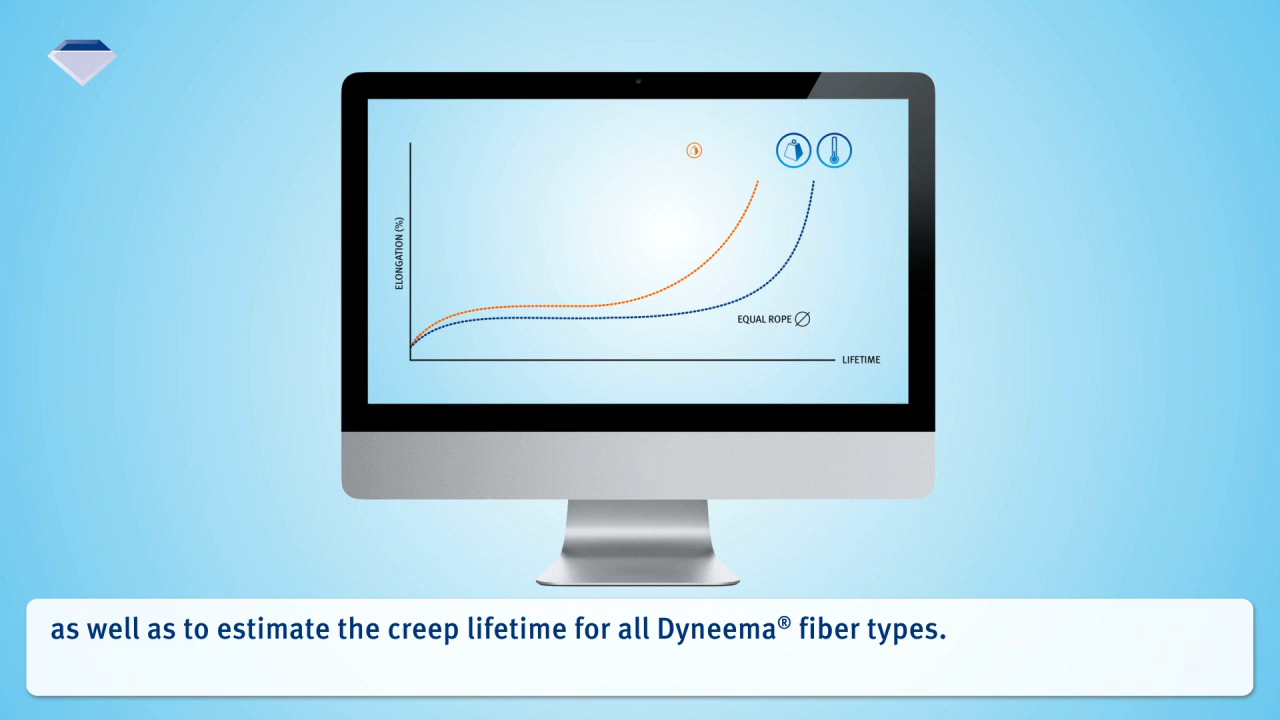 ELONGATION (%)
EQUAL ROPE
LIFETIME
as well as to estimate the creep lifetime for all Dyneema® fiber types.